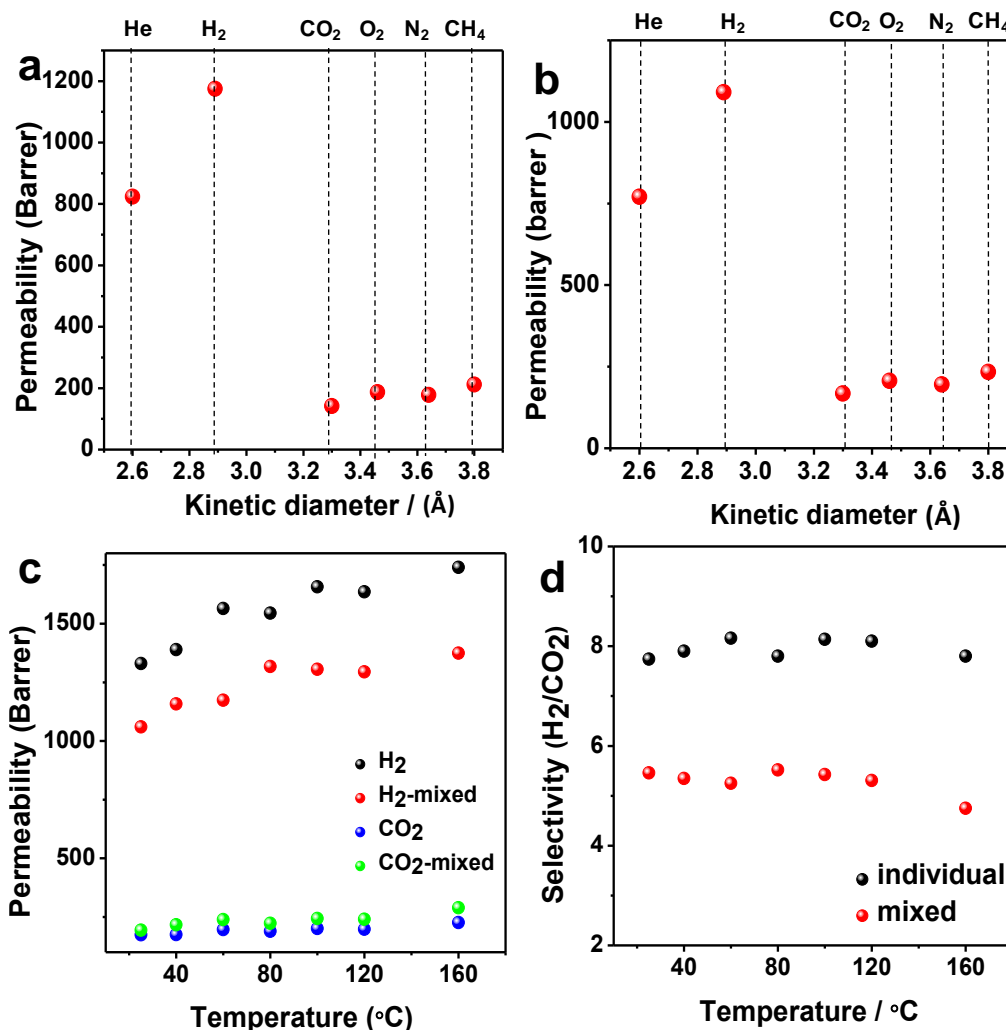 He H₂ CO₂ O₂ N₂ CH₄
a
Permeability (Barrer)
1200
1000
800
600
400
200
0
2.6 2.8 3.0 3.2 3.4 3.6 3.8
Kinetic diameter / (Å)
He H₂ CO₂ O₂ N₂ CH₄
b
Permeability (barrer )
1000
500
0
2.6 2.8 3.0 3.2 3.4 3.6 3.8
Kinetic diameter (Å)
c
Permeability (Barrer)
1500
1000
500
H₂
H₂-mixed
CO₂
CO₂-mixed
40 80 120 160
Temperature (°C)
d
Selectivity (H₂/CO₂)
10
8
6
4
2
individual
mixed
40 80 120 160
Temperature / °C